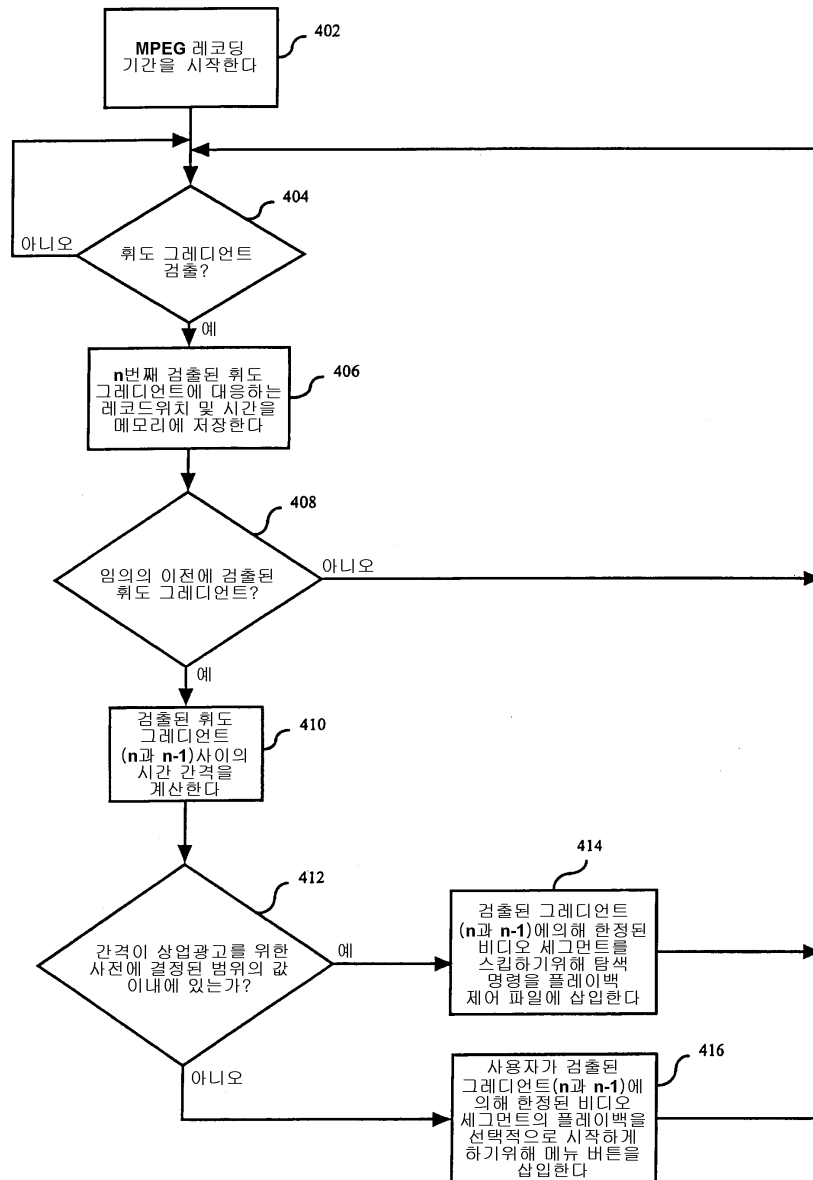 MPEG 레코딩
기간을 시작한다
402
404
아니오
휘도 그레디언트
검출?
예
n번째 검출된 휘도
그레디언트에 대응하는
레코드위치 및 시간을
메모리에 저장한다
406
408
임의의 이전에 검출된
휘도 그레디언트?
아니오
예
검출된 휘도
그레디언트
(n과 n-1)사이의
시간 간격을
계산한다
410
412
간격이 상업광고를 위한
사전에 결정된 범위의 값
이내에 있는가?
예
414
검출된 그레디언트
(n과 n-1)에의해 한정된
비디오 세그먼트를
스킵하기위해 탐색
명령을 플레이백
제어 파일에 삽입한다
아니오
416
사용자가 검출된
그레디언트(n과 n-1)에
의해 한정된 비디오
세그먼트의 플레이백을
선택적으로 시작하게
하기위해 메뉴 버튼을
삽입한다